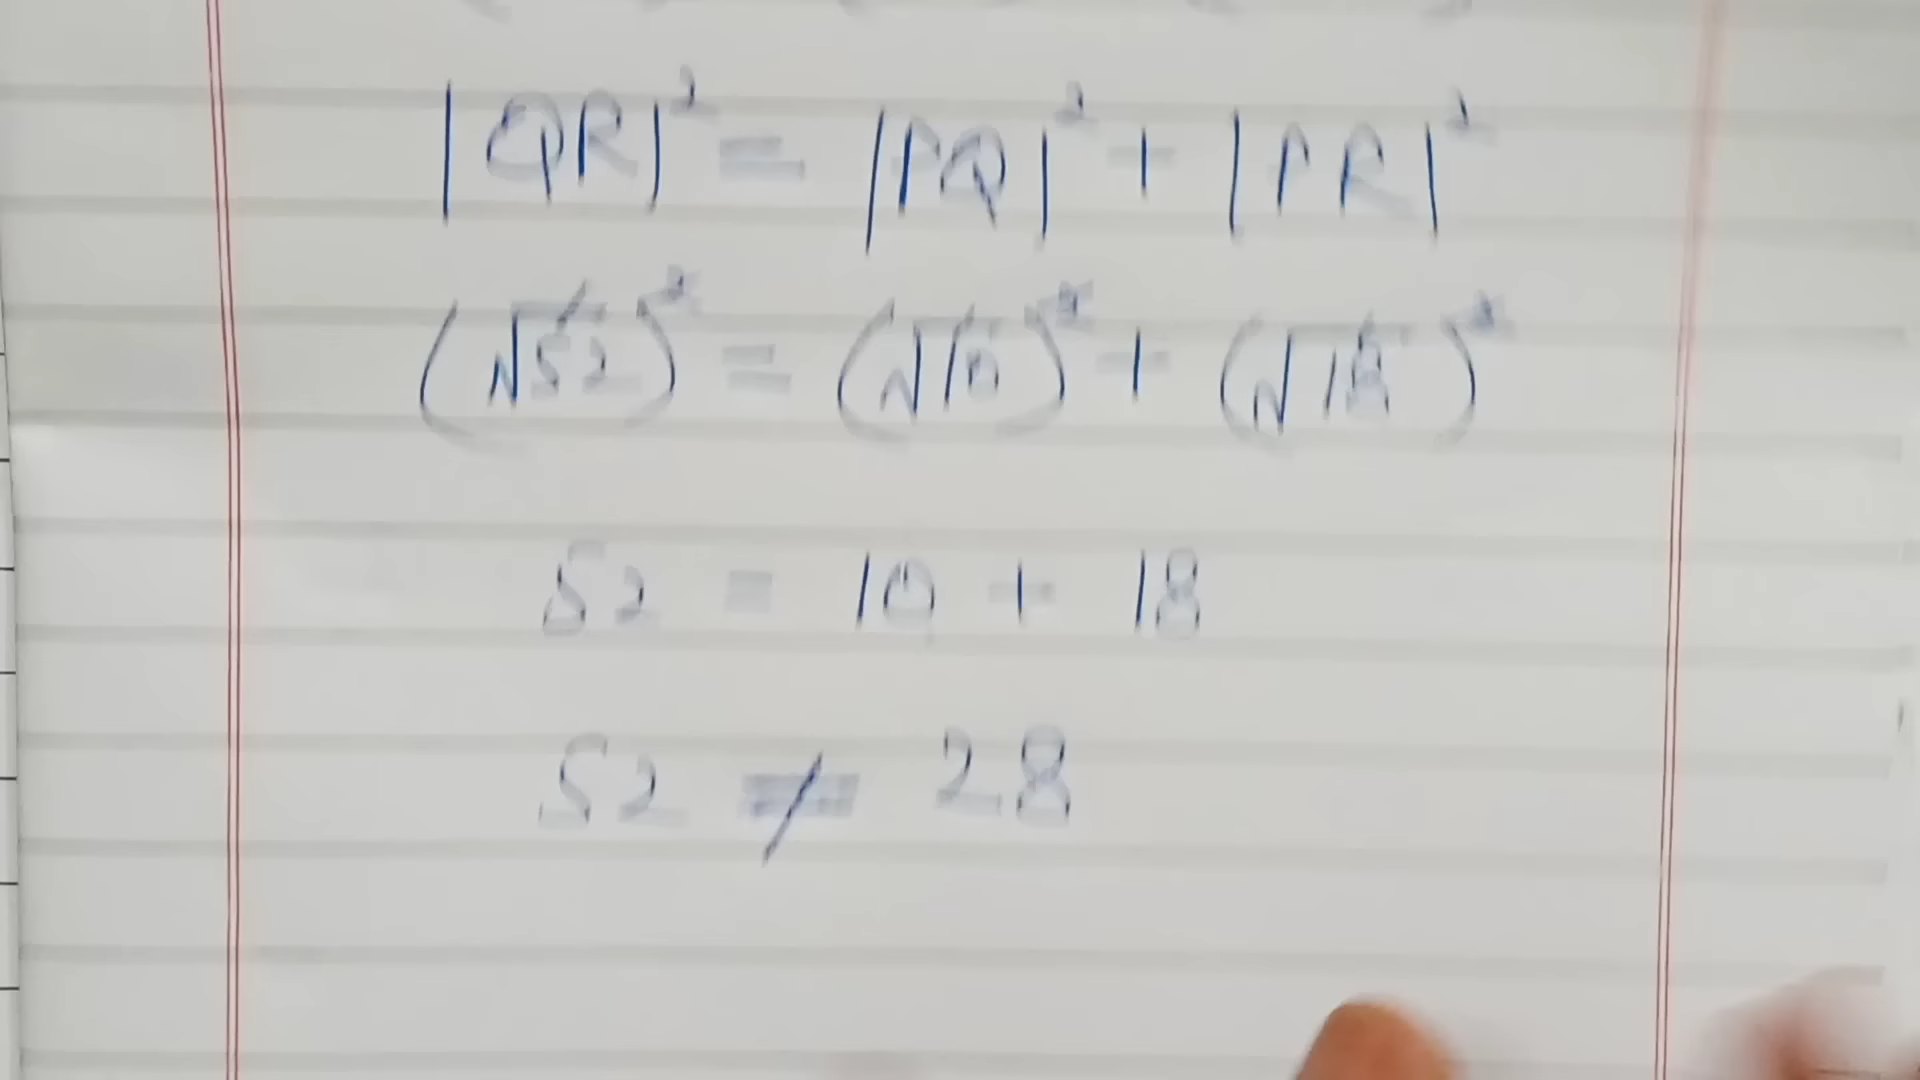 |QR|² = |PQ|² + |PR|²
(√52)² = (√10)² + (√18)²
52 = 10 + 18
52 ≠ 28